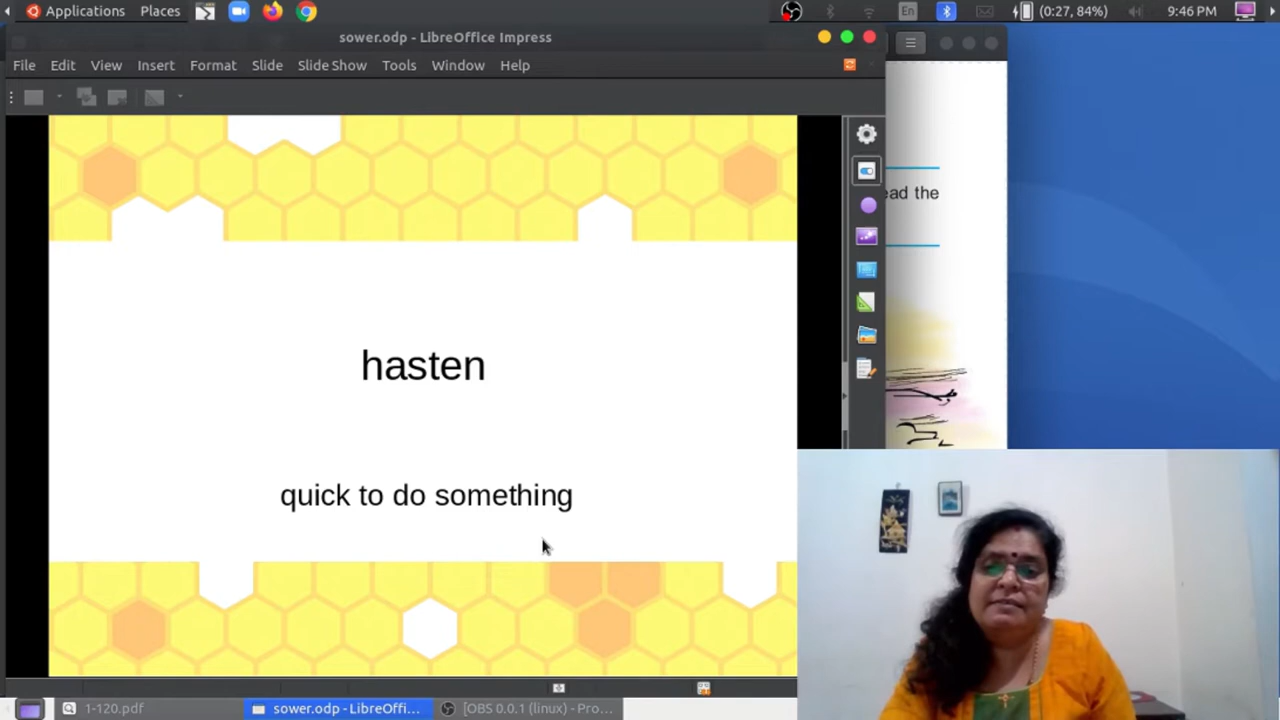 Applications Places En (0:27, 84%) 9:46 PM
sower.odp - LibreOffice Impress
File Edit View Insert Format Slide Slide Show Tools Window Help
ead the
hasten
quick to do something
1-120.pdf sower.odp - LibreOffi... [OBS 0.0.1 (linux) - Pro...